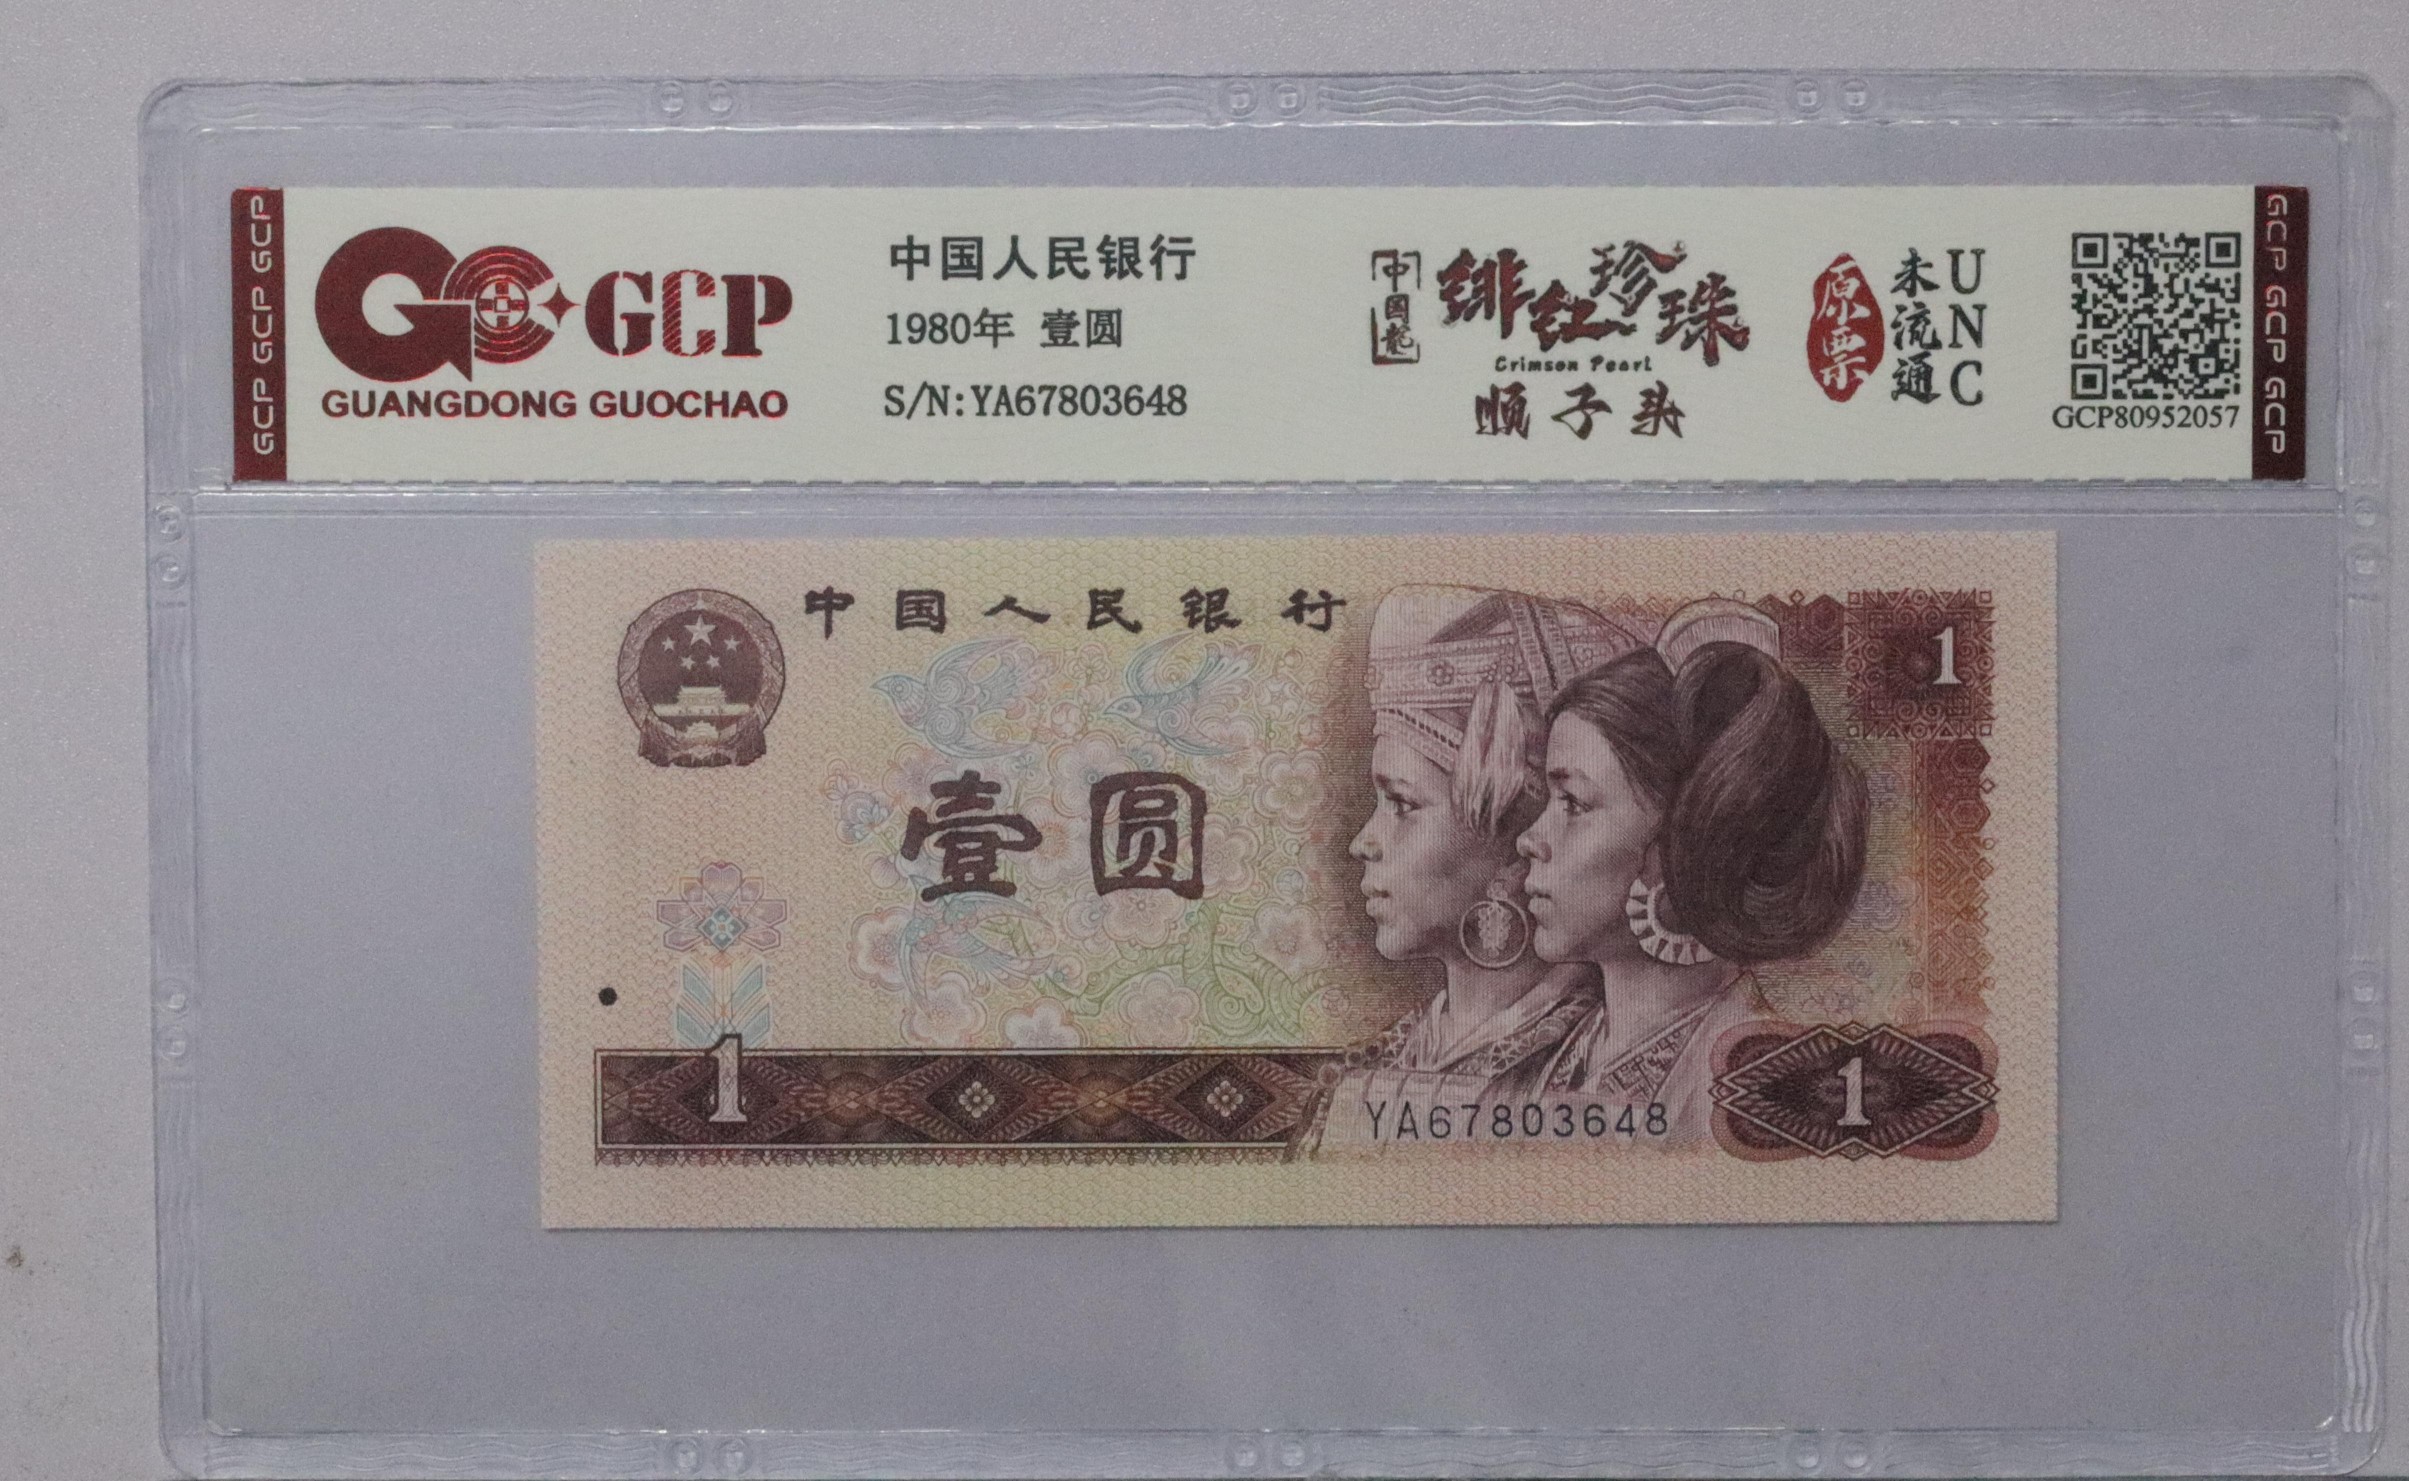 GCP GCP GCP
GCP
GUANGDONG GUOCHAO
中国人民银行
1980年 壹圆
S/N:YA67803648
中国龙
绯红珍珠
Crimson Pearl
顺子头
原票
未流通
UNC
GCP80952057
GCP GCP GCP
中国人民银行
壹圆
1
1
YA67803648
1